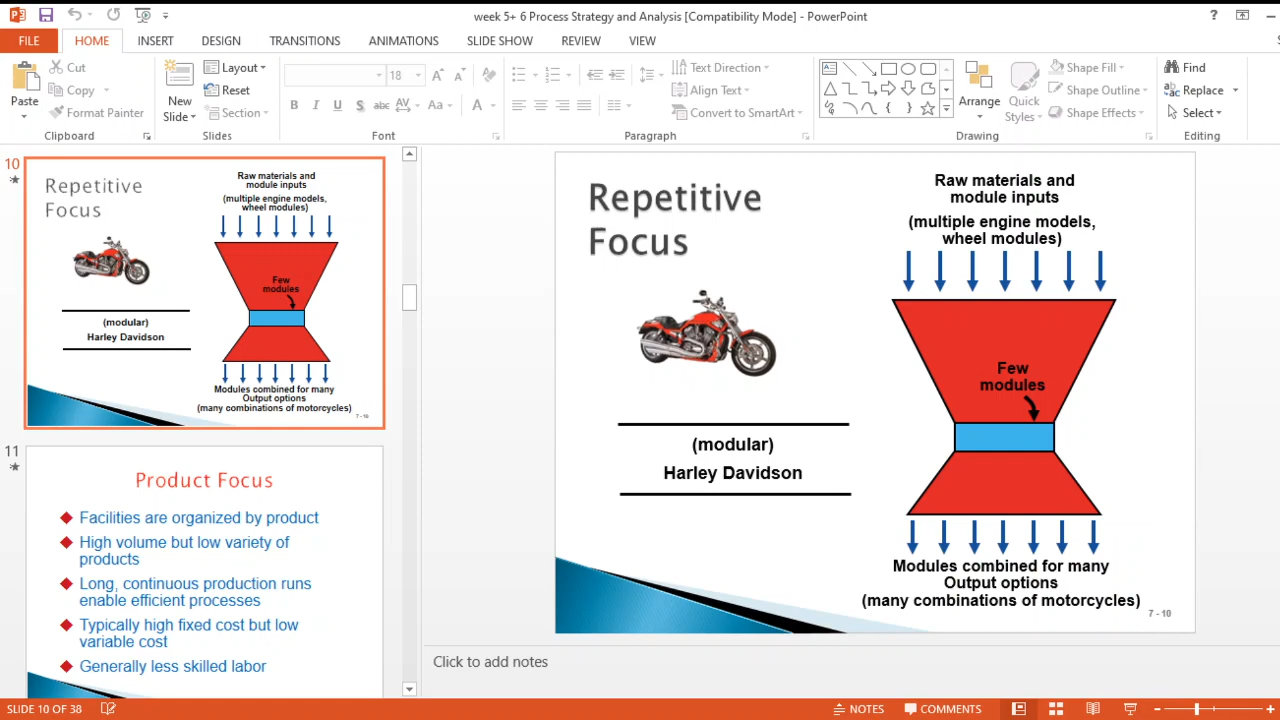 week 5+ 6 Process Strategy and Analysis [Compatibility Mode] - PowerPoint
?
FILE
HOME
INSERT
DESIGN
TRANSITIONS
ANIMATIONS
SLIDE SHOW
REVIEW
VIEW
Paste
Cut
Copy
Format Painter
Clipboard
New
Slide
Layout
Reset
Section
Slides
18
B I U S abc AV Aa A
Font
Text Direction
Align Text
Convert to SmartArt
Paragraph
Arrange
Quick
Styles
Shape Fill
Shape Outline
Shape Effects
Drawing
Find
Replace
Select
Editing
10
Repetitive
Focus
Raw materials and
module inputs
(multiple engine models,
wheel modules)
Few
modules
(modular)
Harley Davidson
Modules combined for many
Output options
(many combinations of motorcycles)
7 - 10
11
Product Focus
Facilities are organized by product
High volume but low variety of
products
Long, continuous production runs
enable efficient processes
Typically high fixed cost but low
variable cost
Generally less skilled labor
Repetitive
Focus
Raw materials and
module inputs
(multiple engine models,
wheel modules)
Few
modules
(modular)
Harley Davidson
Modules combined for many
Output options
(many combinations of motorcycles)
7 - 10
Click to add notes
SLIDE 10 OF 38
NOTES
COMMENTS